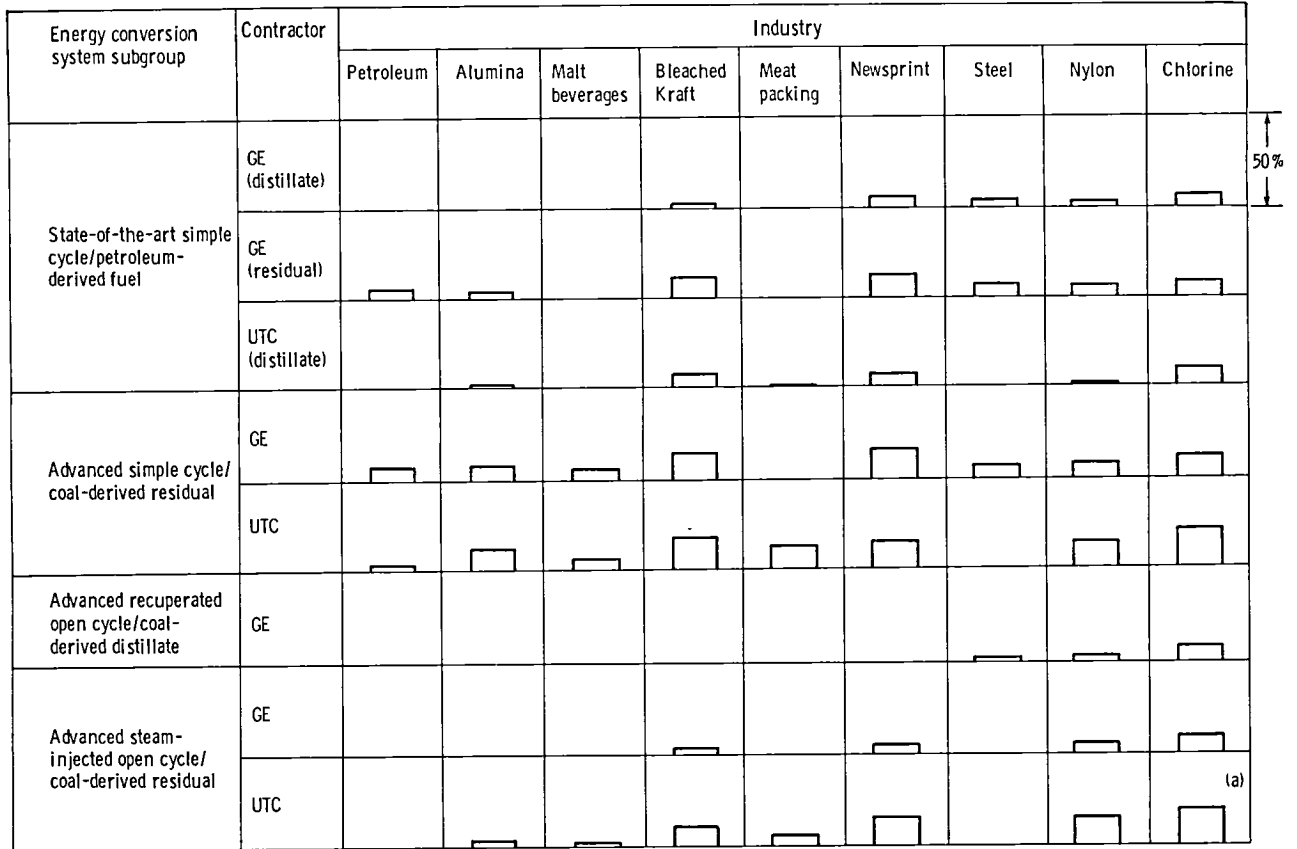 Energy conversion
system subgroup
Contractor
Industry
Petroleum
Alumina
Malt
beverages
Bleached
Kraft
Meat
packing
Newsprint
Steel
Nylon
Chlorine
50%
State-of-the-art simple
cycle/petroleum-
derived fuel
GE
(distillate)
GE
(residual)
UTC
(distillate)
Advanced simple cycle/
coal-derived residual
GE
UTC
Advanced recuperated
open cycle/coal-
derived distillate
GE
Advanced steam-
injected open cycle/
coal-derived residual
GE
UTC
(a)